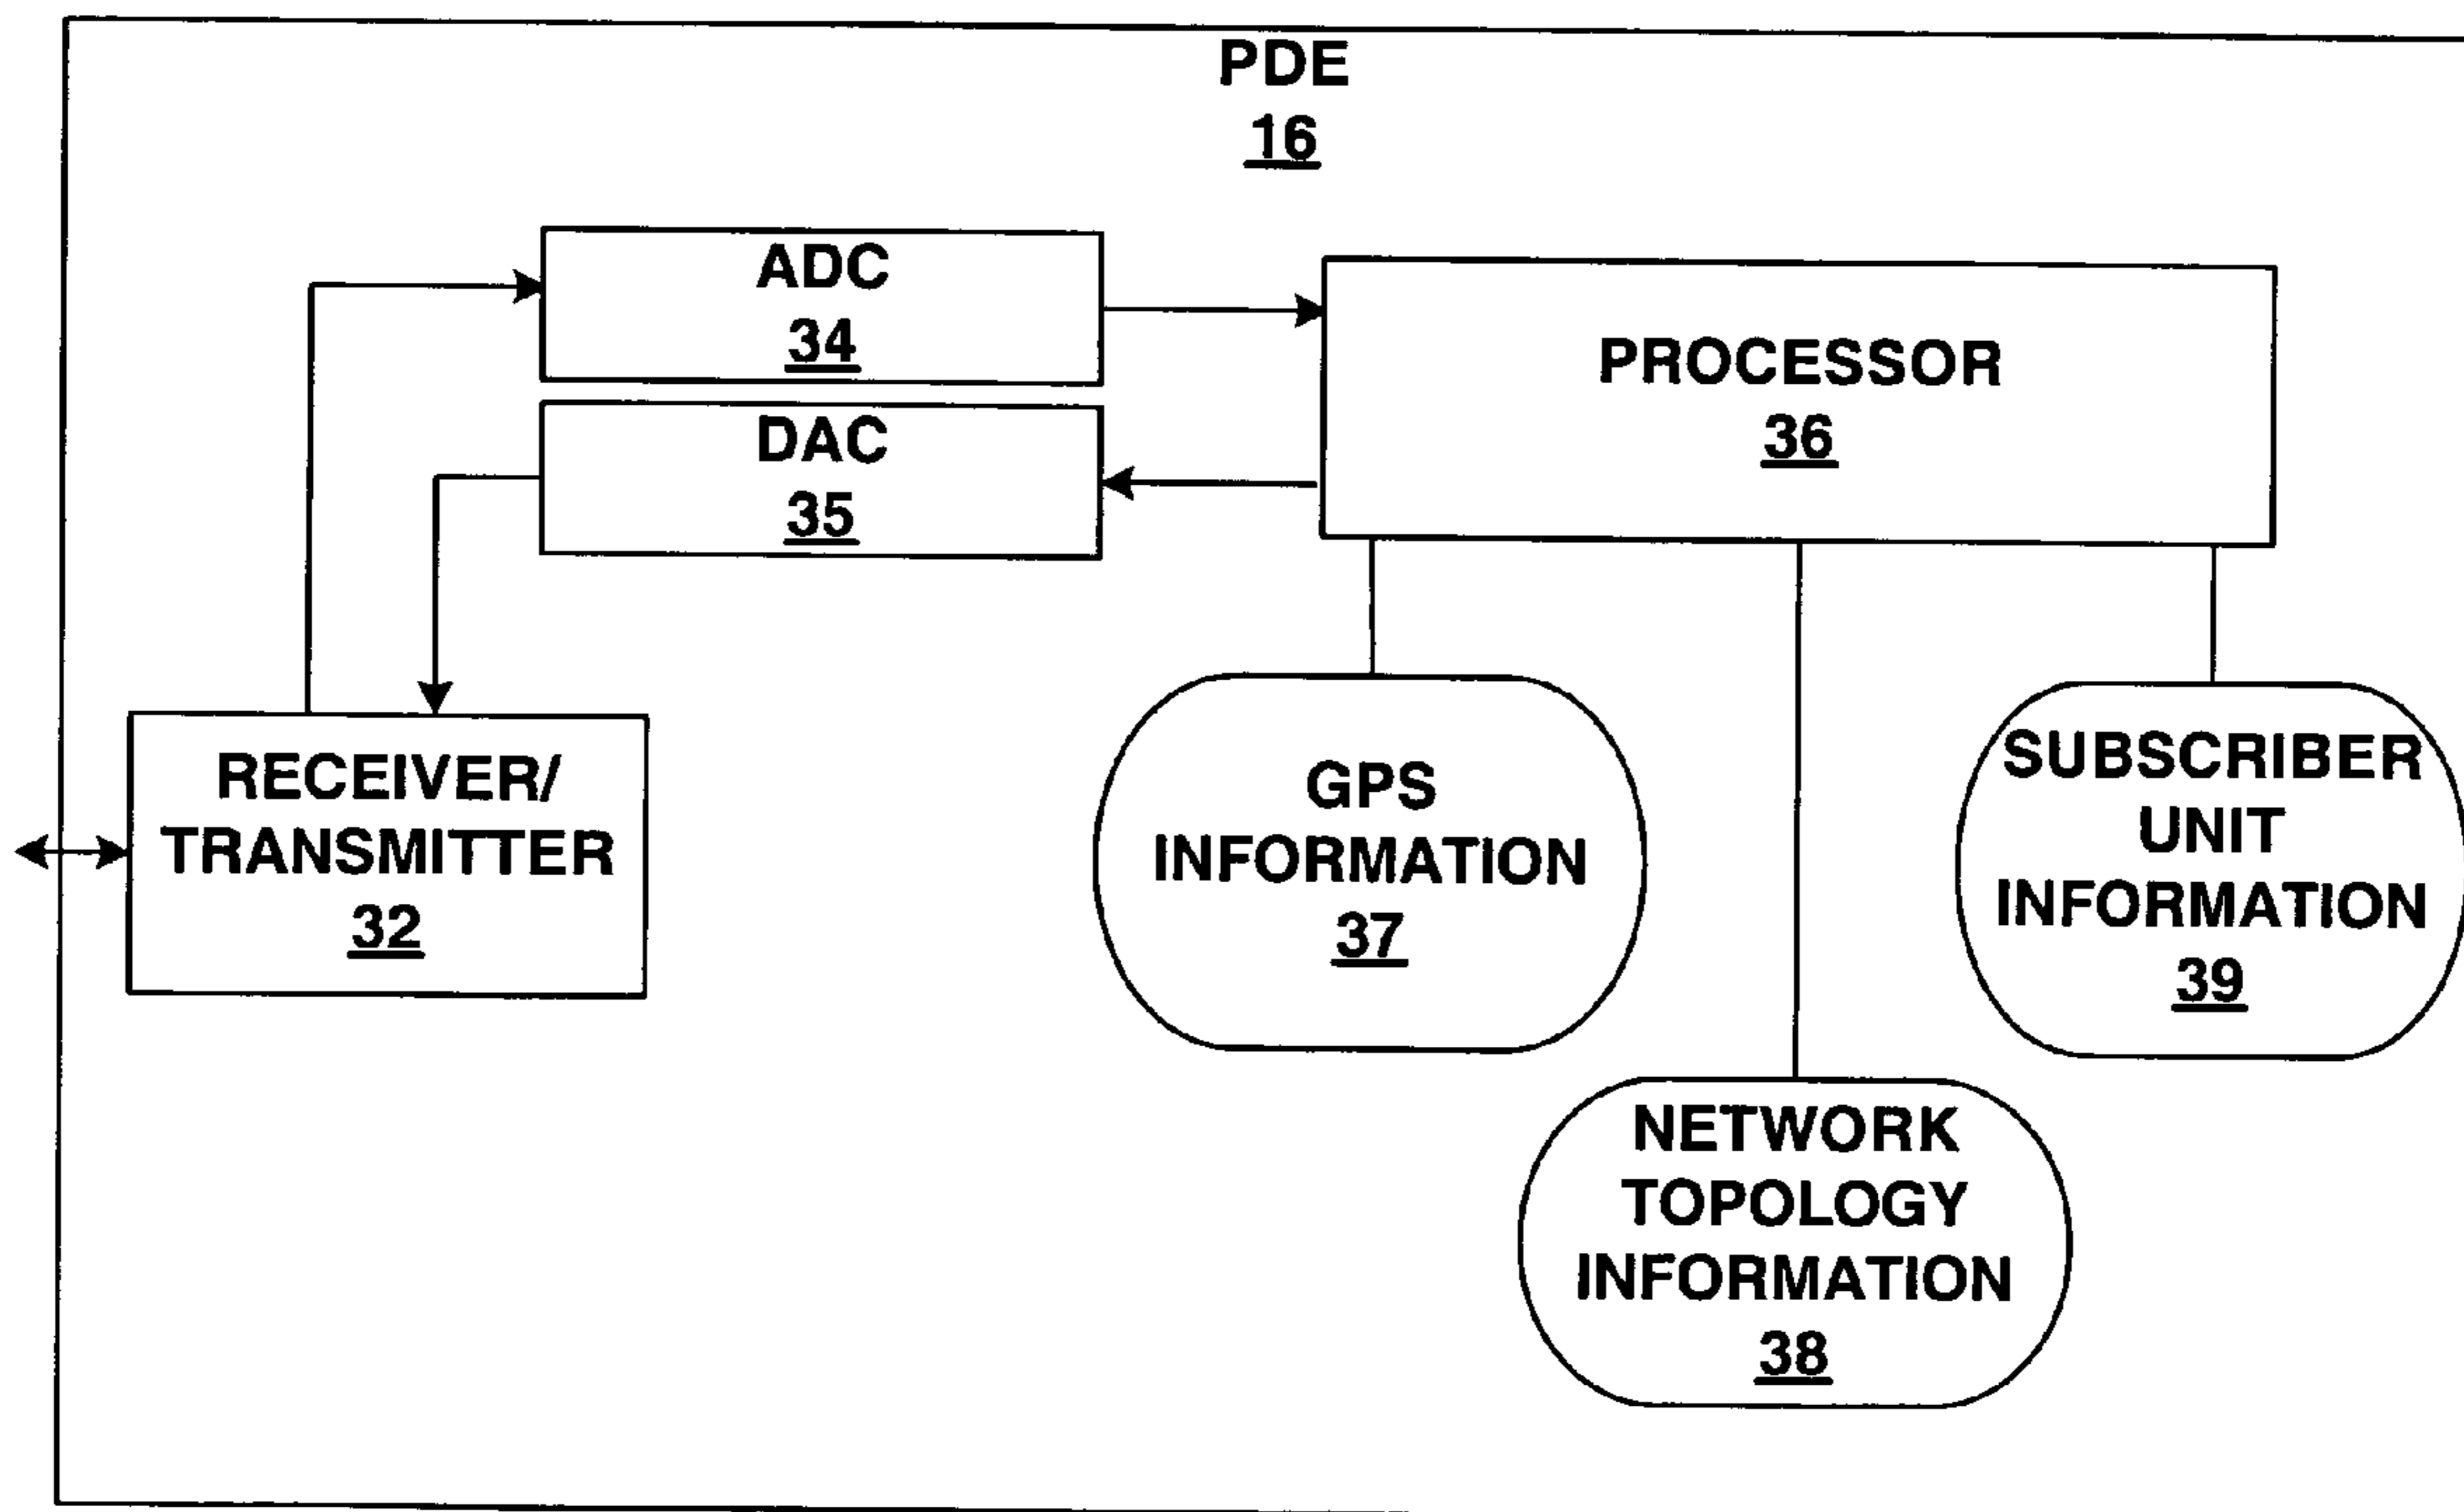 PDE
16
ADC
34
DAC
35
PROCESSOR
36
RECEIVER/
TRANSMITTER
32
GPS
INFORMATION
37
SUBSCRIBER
UNIT
INFORMATION
39
NETWORK
TOPOLOGY
INFORMATION
38